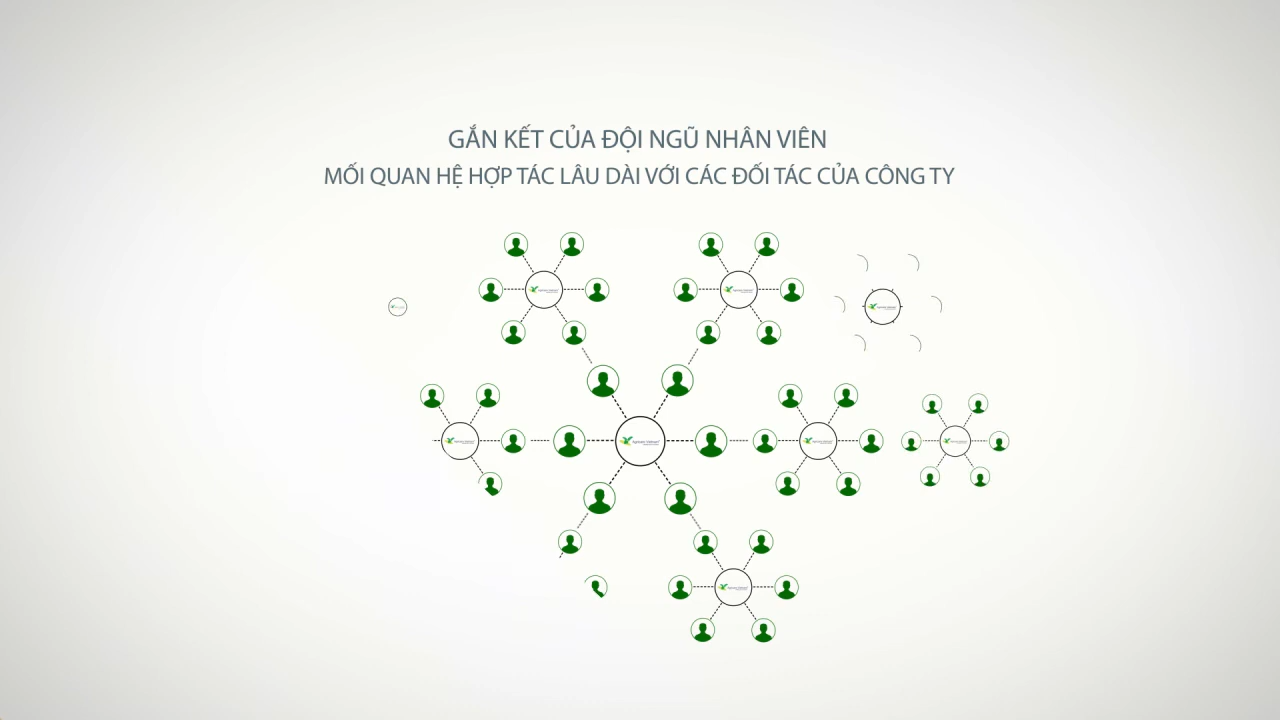 GẮN KẾT CỦA ĐỘI NGŨ NHÂN VIÊN
MỐI QUAN HỆ HỢP TÁC LÂU DÀI VỚI CÁC ĐỐI TÁC CỦA CÔNG TY